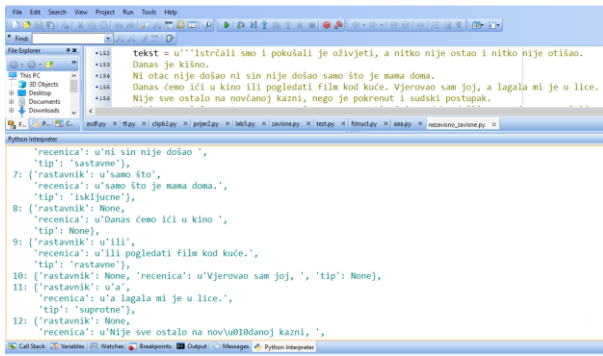 File Edit Search View Project Run Tools Help
Find:
File Explorer
This PC
3D Objects
Desktop
Documents
Downloads
152 tekst = u'''Istrčali smo i pokušali je oživjeti, a nitko nije ostao i nitko nije otišao.
153 Danas je kišno.
154 Ni otac nije došao ni sin nije došao samo što je mama doma.
155 Danas ćemo ići u kino ili pogledati film kod kuće. Vjerovao sam joj, a lagala mi je u lice.
156 Nije sve ostalo na novčanoj kazni, nego je pokrenut i sudski postupak.
F... P... C... asdf.py tf.py clipb2.py prijer2.py lab5.py zavisne.py test.py fstruct.py aaa.py nezavisno_zavisne.py
Python Interpreter
'recenica': u'ni sin nije došao ',
'tip': 'sastavne'},
7: {'rastavnik': u'samo što',
'recenica': u'samo što je mama doma.',
'tip': 'iskljucne'},
8: {'rastavnik': None,
'recenica': u'Danas ćemo ići u kino ',
'tip': None},
9: {'rastavnik': u'ili',
'recenica': u'ili pogledati film kod kuće.',
'tip': 'rastavne'},
10: {'rastavnik': None, 'recenica': u'Vjerovao sam joj, ', 'tip': None},
11: {'rastavnik': u'a',
'recenica': u'a lagala mi je u lice.',
'tip': 'suprotne'},
12: {'rastavnik': None,
'recenica': u'Nije sve ostalo na nov\u010danoj kazni, ',
Call Stack Variables Watches Breakpoints Output Messages Python Interpreter